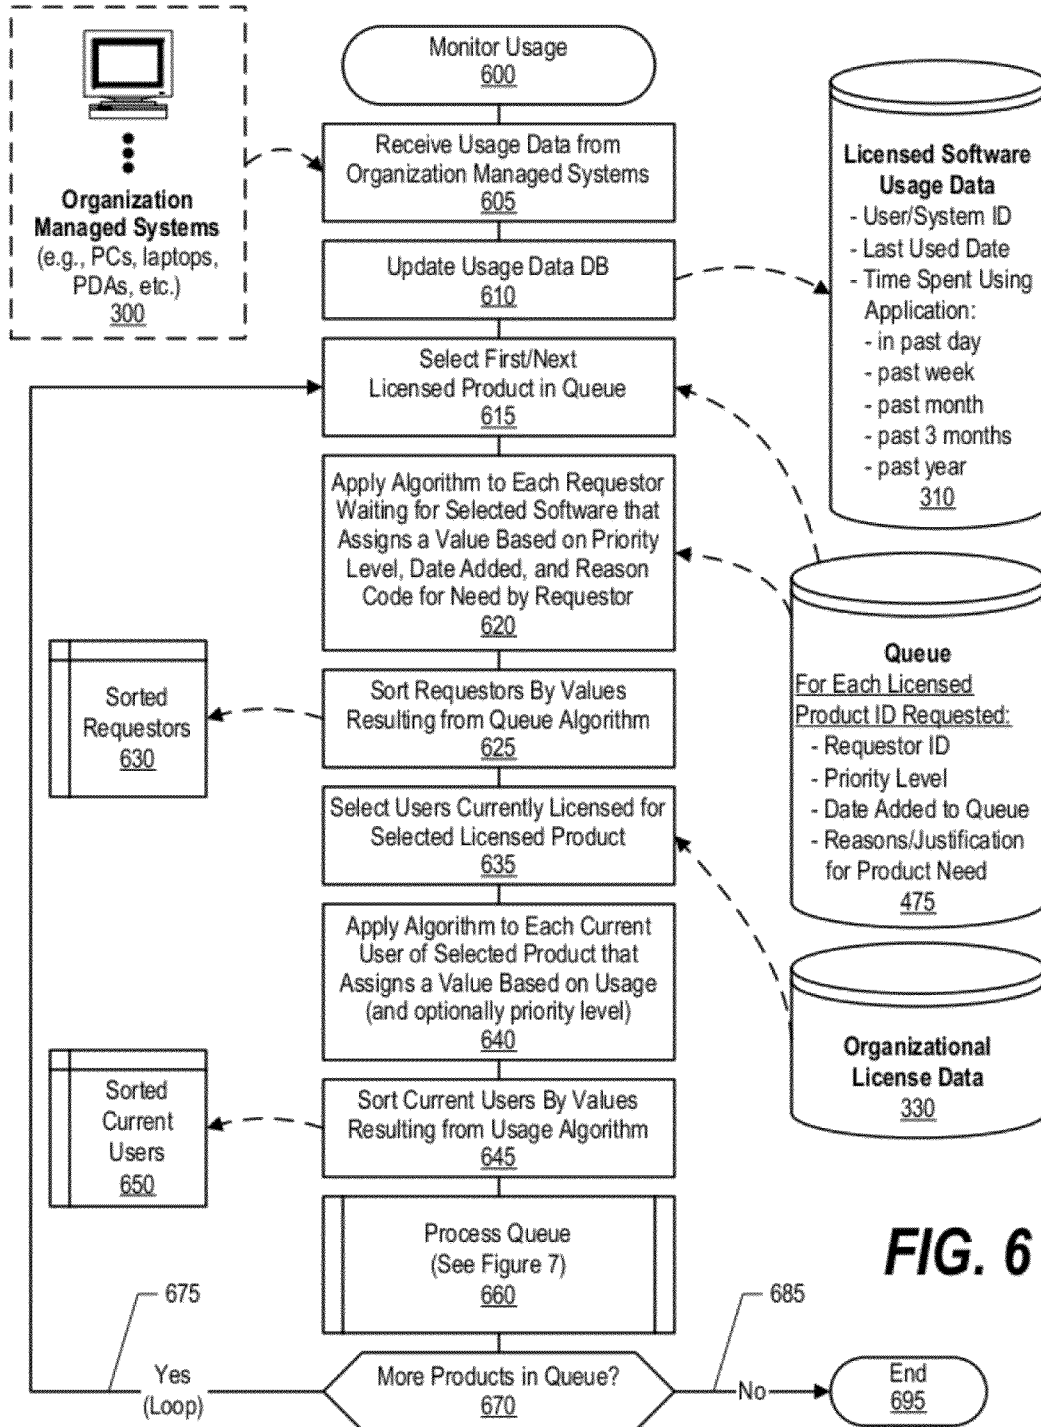 Monitor Usage
600
Organization
Managed Systems
(e.g., PCs, laptops,
PDAs, etc.)
300
Receive Usage Data from
Organization Managed Systems
605
Update Usage Data DB
610
Licensed Software
Usage Data
- User/System ID
- Last Used Date
- Time Spent Using
Application:
- in past day
- past week
- past month
- past 3 months
- past year
310
Select First/Next
Licensed Product in Queue
615
Apply Algorithm to Each Requestor
Waiting for Selected Software that
Assigns a Value Based on Priority
Level, Date Added, and Reason
Code for Need by Requestor
620
Queue
For Each Licensed
Product ID Requested:
- Requestor ID
- Priority Level
- Date Added to Queue
- Reasons/Justification
for Product Need
475
Sorted
Requestors
630
Sort Requestors By Values
Resulting from Queue Algorithm
625
Select Users Currently Licensed for
Selected Licensed Product
635
Apply Algorithm to Each Current
User of Selected Product that
Assigns a Value Based on Usage
(and optionally priority level)
640
Organizational
License Data
330
Sorted
Current
Users
650
Sort Current Users By Values
Resulting from Usage Algorithm
645
Process Queue
(See Figure 7)
660
FIG. 6
675
685
Yes
(Loop)
More Products in Queue?
670
No
End
695